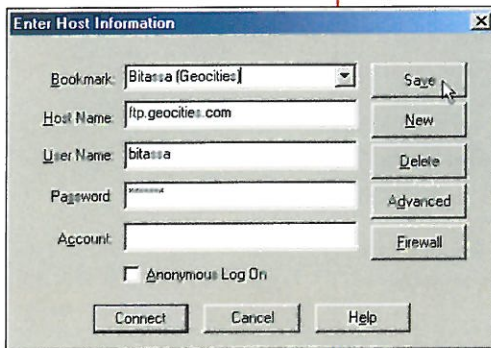 Enter Host Information
Bookmark: Bitassa (Geocities)
Save
Host Name: ftp.geocities.com
New
User Name: bitassa
Delete
Password: ********
Advanced
Account:
Firewall
Anonymous Log On
Connect
Cancel
Help